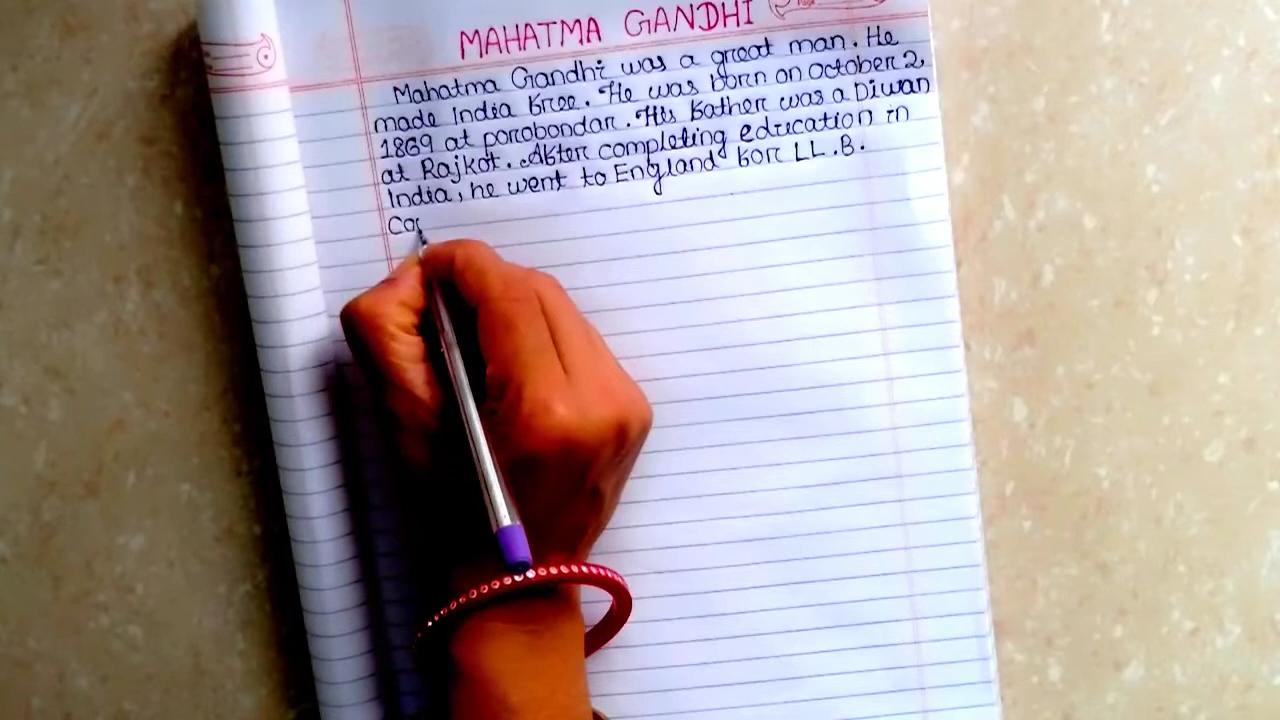 MAHATMA GANDHI
Mahatma Gandhi was a great man. He
made India free. He was born on October 2,
1869 at porobondar. His father was a Diwan
at Rajkot. After completing education in
India, he went to England for LL.B.
Co